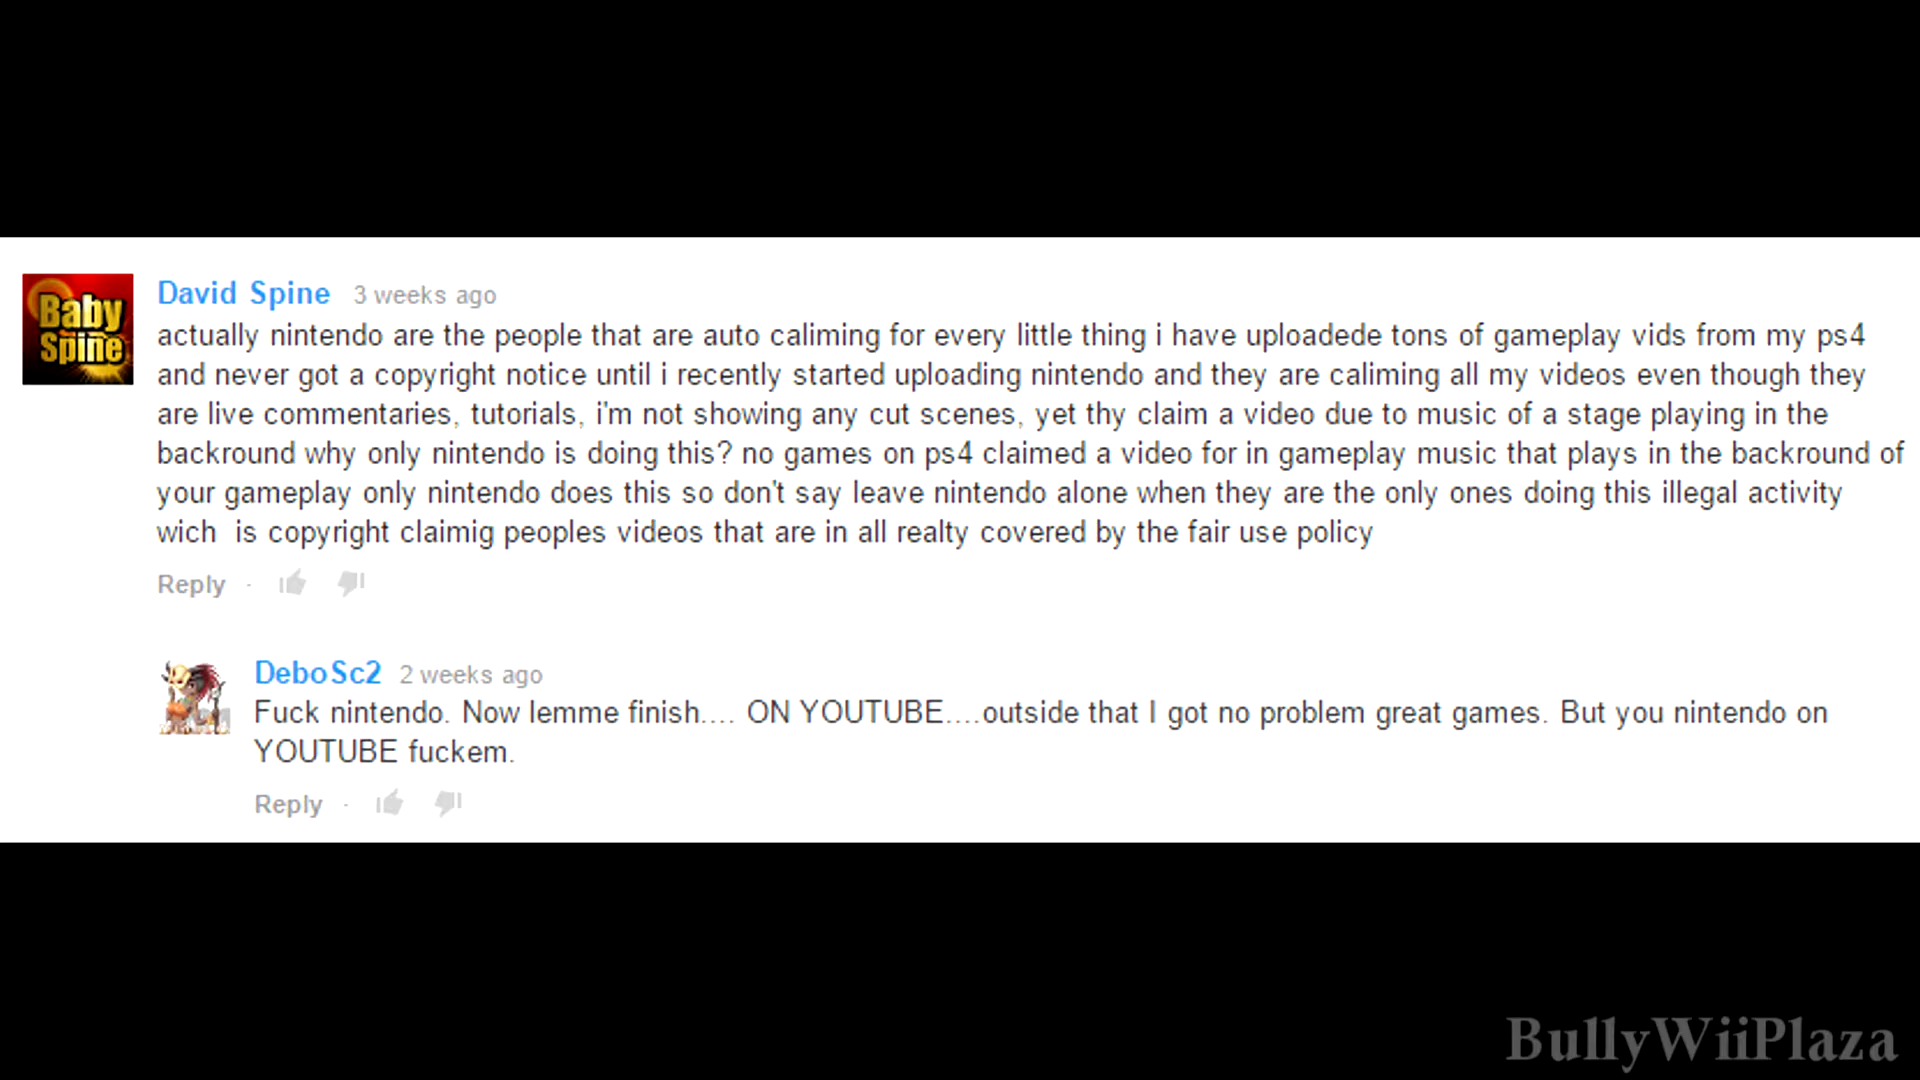 Baby
Spine
David Spine 3 weeks ago
actually nintendo are the people that are auto caliming for every little thing i have uploadede tons of gameplay vids from my ps4
and never got a copyright notice until i recently started uploading nintendo and they are caliming all my videos even though they
are live commentaries, tutorials, i'm not showing any cut scenes, yet thy claim a video due to music of a stage playing in the
backround why only nintendo is doing this? no games on ps4 claimed a video for in gameplay music that plays in the backround of
your gameplay only nintendo does this so don't say leave nintendo alone when they are the only ones doing this illegal activity
wich  is copyright claimig peoples videos that are in all realty covered by the fair use policy
Reply ·
DeboSc2 2 weeks ago
Fuck nintendo. Now lemme finish.... ON YOUTUBE....outside that I got no problem great games. But you nintendo on
YOUTUBE fuckem.
Reply ·
BullyWiiPlaza